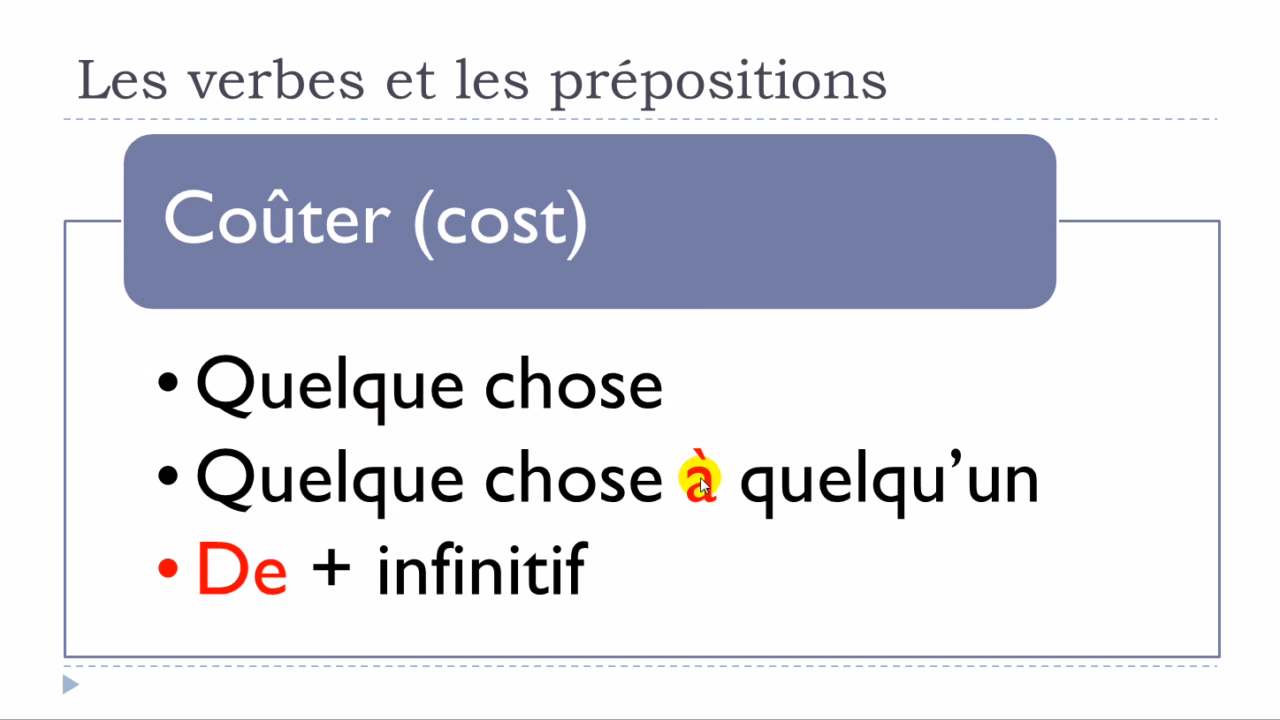 Les verbes et les prépositions
Coûter (cost)
• Quelque chose
• Quelque chose à quelqu’un
• De + infinitif